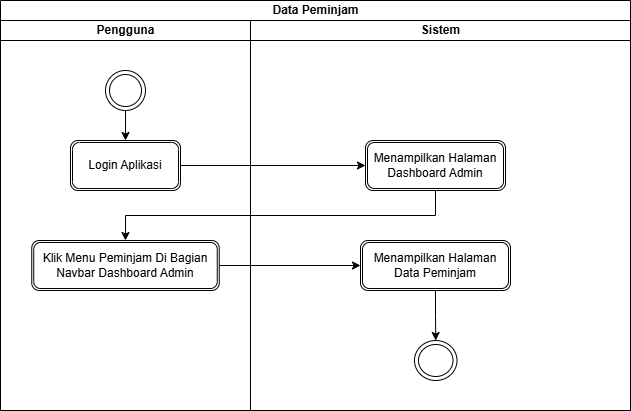 Data Peminjam
Pengguna
Sistem
Login Aplikasi
Menampilkan Halaman
Dashboard Admin
Klik Menu Peminjam Di Bagian
Navbar Dashboard Admin
Menampilkan Halaman
Data Peminjam